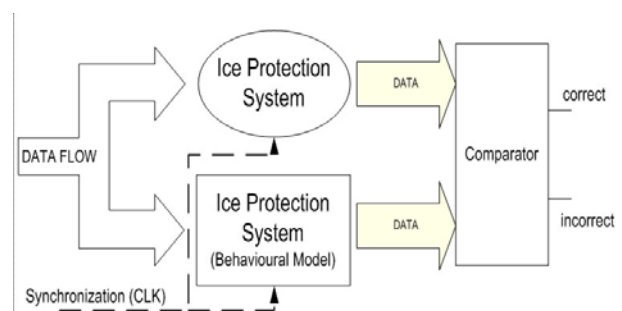 Ice Protection
System
DATA
correct
DATA FLOW
Comparator
Ice Protection
System
(Behavioural Model)
DATA
incorrect
Synchronization (CLK)